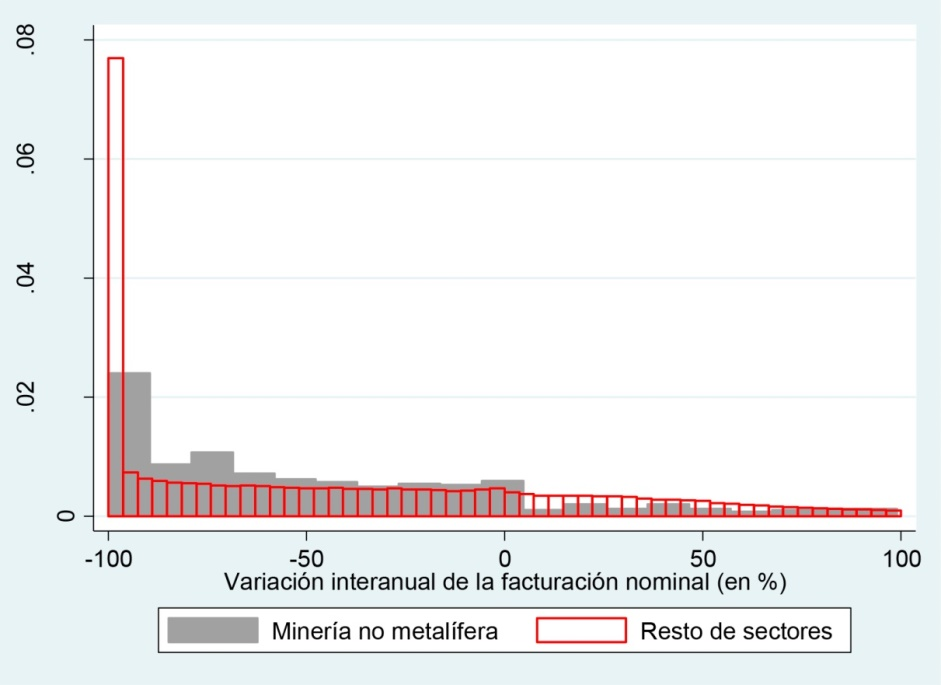 .08
.06
.04
.02
0
-100 -50 0 50 100
Variación interanual de la facturación nominal (en %)
Minería no metalífera Resto de sectores